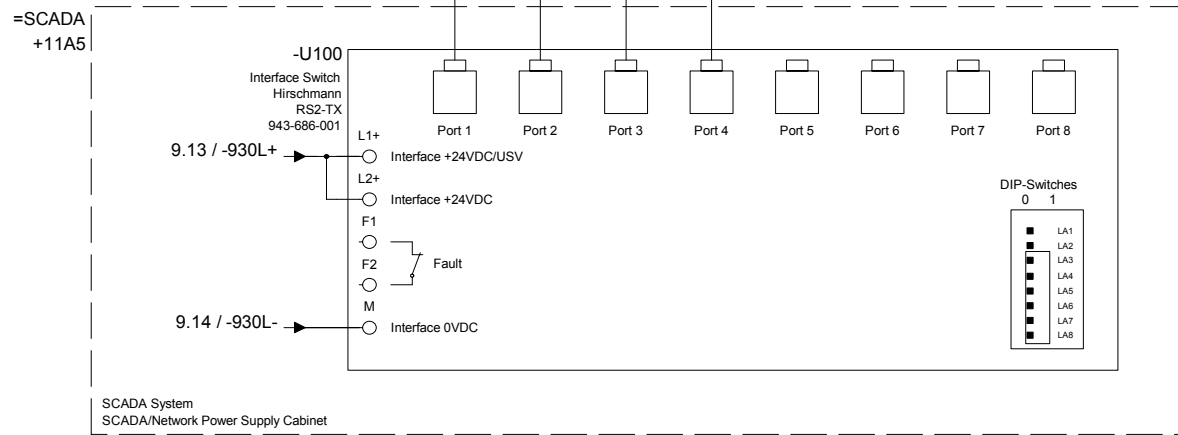 =SCADA
+11A5
-U100
Interface Switch
Hirschmann
RS2-TX
943-686-001
Port 1 Port 2 Port 3 Port 4 Port 5 Port 6 Port 7 Port 8
L1+
9.13 / -930L+ Interface +24VDC/USV
L2+
Interface +24VDC
F1
F2 Fault
M
9.14 / -930L- Interface 0VDC
DIP-Switches
0 1
LA1
LA2
LA3
LA4
LA5
LA6
LA7
LA8
SCADA System
SCADA/Network Power Supply Cabinet